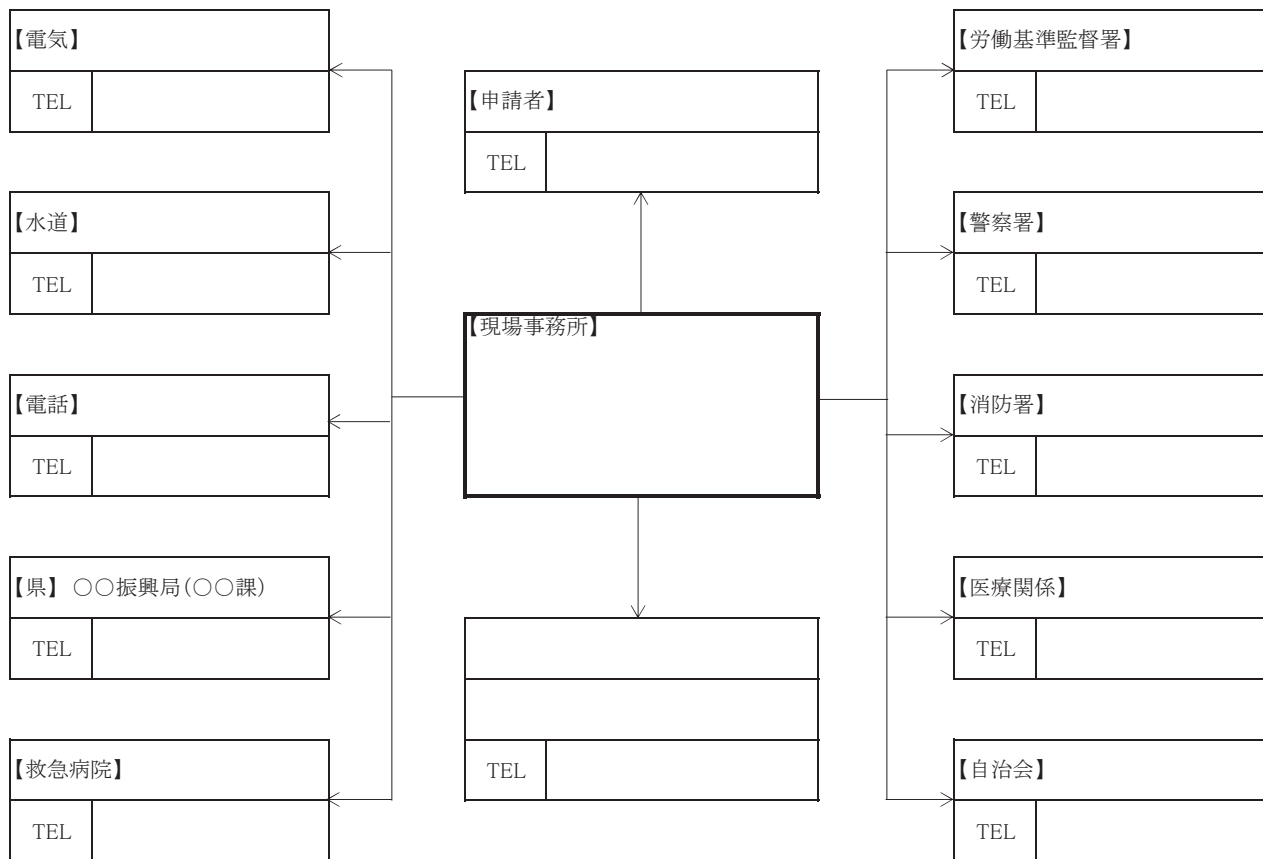 【電気】
TEL
【水道】
TEL
【電話】
TEL
【県】 ○○振興局(○○課)
TEL
【救急病院】
TEL
【申請者】
TEL
【現場事務所】
TEL
【労働基準監督署】
TEL
【警察署】
TEL
【消防署】
TEL
【医療関係】
TEL
【自治会】
TEL